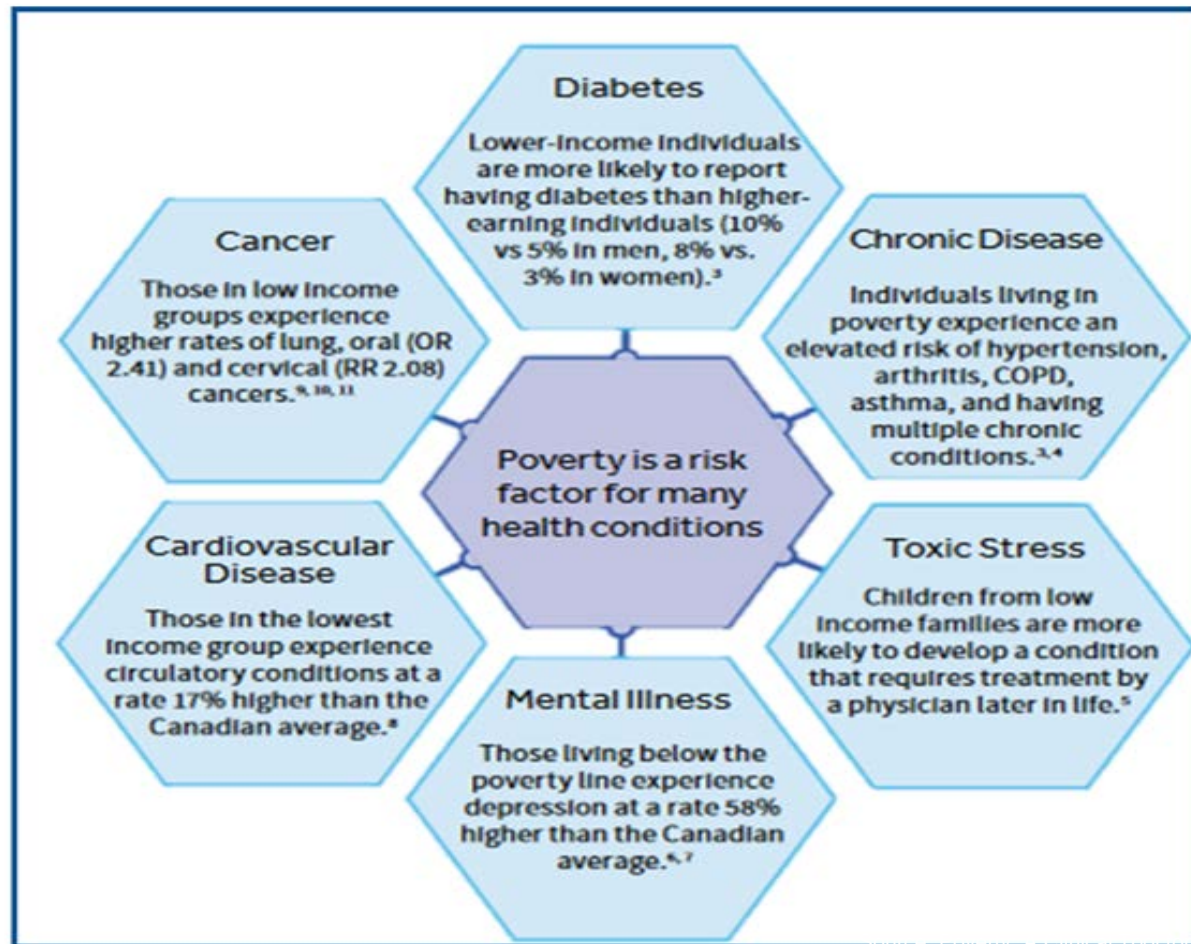 Diabetes
Lower-income individuals
are more likely to report
having diabetes than higher-
earning individuals (10%
vs 5% in men, 8% vs.
3% in women).³
Cancer
Those in low income
groups experience
higher rates of lung, oral (OR
2.41) and cervical (RR 2.08)
cancers.⁹, ¹⁰, ¹¹
Chronic Disease
Individuals living in
poverty experience an
elevated risk of hypertension,
arthritis, COPD,
asthma, and having
multiple chronic
conditions.³,⁴
Poverty is a risk
factor for many
health conditions
Cardiovascular
Disease
Those in the lowest
income group experience
circulatory conditions at a
rate 17% higher than the
Canadian average.⁸
Toxic Stress
Children from low
income families are more
likely to develop a condition
that requires treatment by
a physician later in life.⁵
Mental Illness
Those living below the
poverty line experience
depression at a rate 58%
higher than the Canadian
average.⁶,⁷